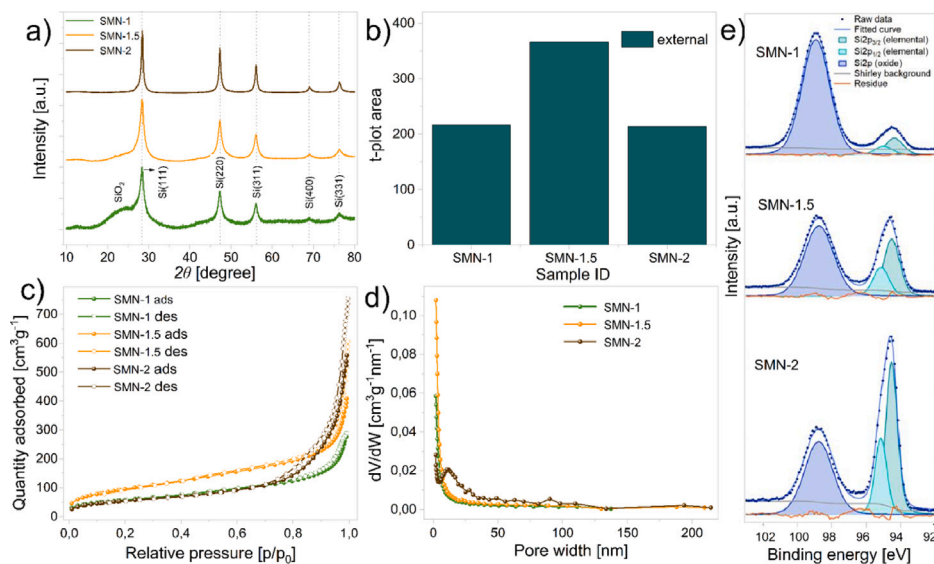 a)
SMN-1
SMN-1.5
SMN-2
Intensity [a.u.]
SiO2
Si(111)
Si(220)
Si(311)
Si(400)
Si(331)
10 20 30 40 50 60 70 80
2θ [degree]
b)
external
t-plot area
400
300
200
100
0
SMN-1 SMN-1.5 SMN-2
Sample ID
c)
SMN-1 ads
SMN-1 des
SMN-1.5 ads
SMN-1.5 des
SMN-2 ads
SMN-2 des
Quantity adsorbed [cm3g-1]
700
600
500
400
300
200
100
0
0,0 0,2 0,4 0,6 0,8 1,0
Relative pressure [p/p0]
d)
SMN-1
SMN-1.5
SMN-2
dV/dW [cm3g-1nm-1]
0,10
0,08
0,06
0,04
0,02
0,00
0 50 100 150 200
Pore width [nm]
e)
Raw data
Fitted curve
Si2p3/2 (elemental)
Si2p1/2 (elemental)
Si2p (oxide)
Shirley background
Residue
SMN-1
SMN-1.5
SMN-2
Intensity [a.u.]
102 100 98 96 94 92
Binding energy [eV]